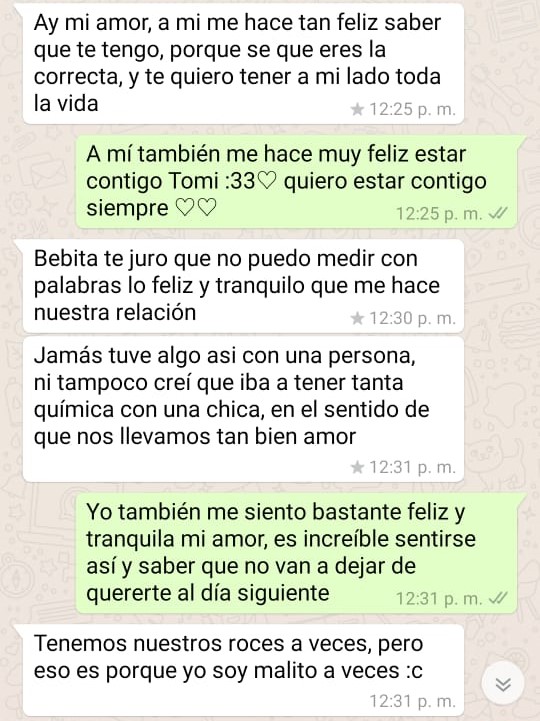 Ay mi amor, a mi me hace tan feliz saber
que te tengo, porque se que eres la
correcta, y te quiero tener a mi lado toda
la vida
★ 12:25 p. m.
A mí también me hace muy feliz estar
contigo Tomi :33♡ quiero estar contigo
siempre ♡♡
12:25 p. m. ✓✓
Bebita te juro que no puedo medir con
palabras lo feliz y tranquilo que me hace
nuestra relación
★ 12:30 p. m.
Jamás tuve algo asi con una persona,
ni tampoco creí que iba a tener tanta
química con una chica, en el sentido de
que nos llevamos tan bien amor
★ 12:31 p. m.
Yo también me siento bastante feliz y
tranquila mi amor, es increíble sentirse
así y saber que no van a dejar de
quererte al día siguiente
12:31 p. m. ✓✓
Tenemos nuestros roces a veces, pero
eso es porque yo soy malito a veces :c
12:31 p. m.